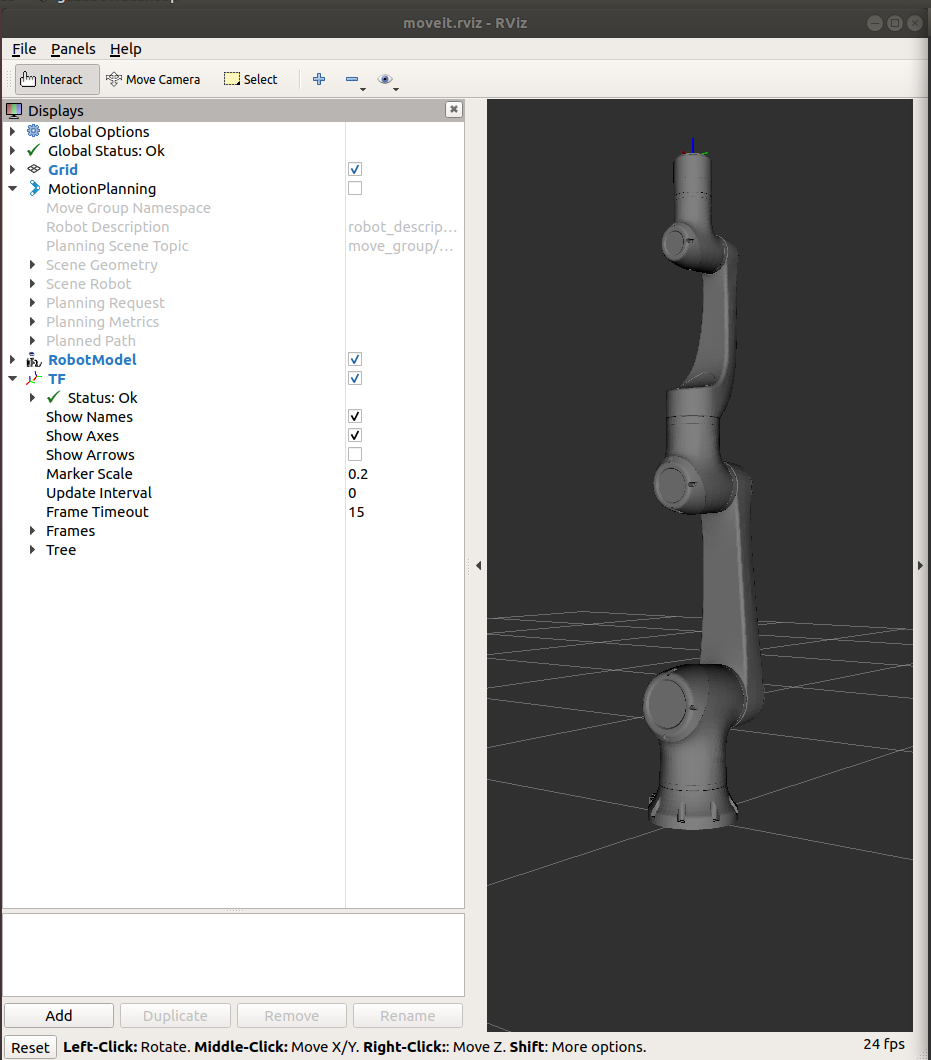 moveit.rviz - RViz
File Panels Help
Interact Move Camera Select
Displays
Global Options
Global Status: Ok
Grid
MotionPlanning
Move Group Namespace
Robot Description robot_descrip...
Planning Scene Topic move_group/...
Scene Geometry
Scene Robot
Planning Request
Planning Metrics
Planned Path
RobotModel
TF
Status: Ok
Show Names
Show Axes
Show Arrows
Marker Scale 0.2
Update Interval 0
Frame Timeout 15
Frames
Tree
Add Duplicate Remove Rename
Reset Left-Click: Rotate. Middle-Click: Move X/Y. Right-Click:: Move Z. Shift: More options. 24 fps